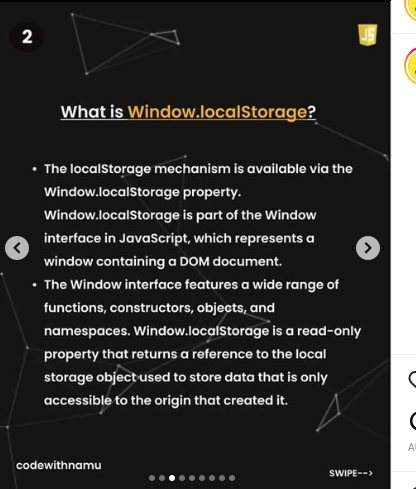 2
JS
What is Window.localStorage?
• The localStorage mechanism is available via the
Window.localStorage property.
Window.localStorage is part of the Window
interface in JavaScript, which represents a
window containing a DOM document.
• The Window interface features a wide range of
functions, constructors, objects, and
namespaces. Window.localStorage is a read-only
property that returns a reference to the local
storage object used to store data that is only
accessible to the origin that created it.
codewithnamu
SWIPE-->